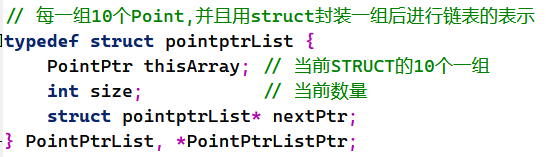 // 每一组10个Point,并且用struct封装一组后进行链表的表示
typedef struct pointptrList {
    PointPtr thisArray; // 当前STRUCT的10个一组
    int size;           // 当前数量
    struct pointptrList* nextPtr;
} PointPtrList, *PointPtrListPtr;